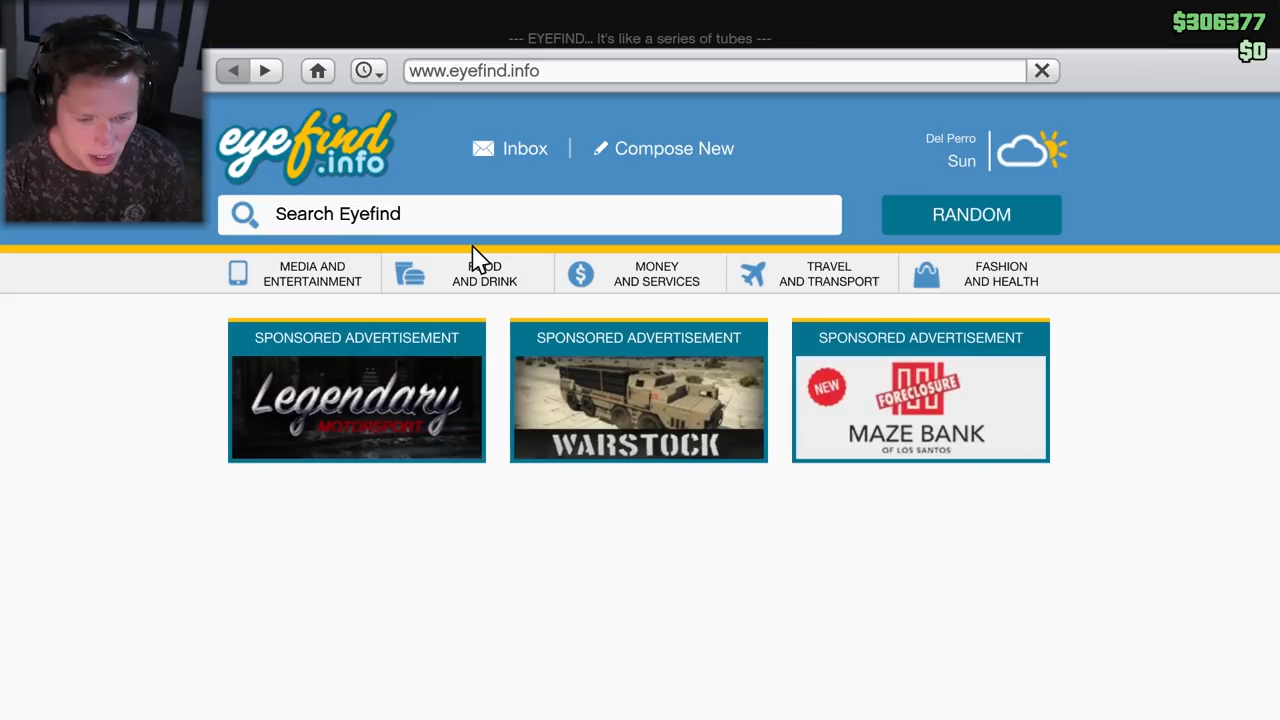 $306377
--- EYEFIND... It's like a series of tubes ---
$0
www.eyefind.info
eyefind
.info
Inbox
Compose New
Del Perro
Sun
Search Eyefind
RANDOM
MEDIA AND
ENTERTAINMENT
FOOD
AND DRINK
MONEY
AND SERVICES
TRAVEL
AND TRANSPORT
FASHION
AND HEALTH
SPONSORED ADVERTISEMENT
Legendary
MOTORSPORT
SPONSORED ADVERTISEMENT
WARSTOCK
SPONSORED ADVERTISEMENT
NEW
FORECLOSURE
MAZE BANK
OF LOS SANTOS